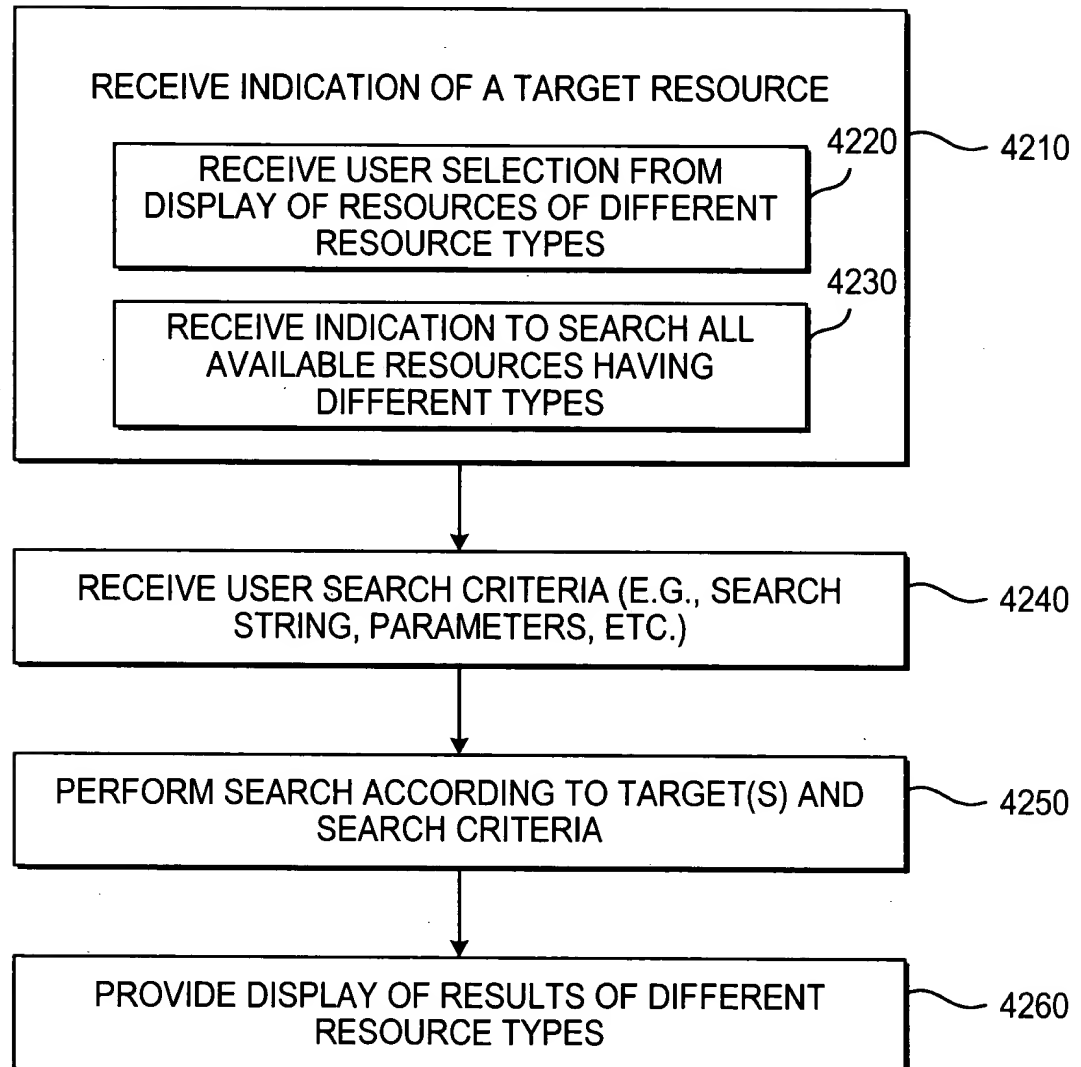 RECEIVE INDICATION OF A TARGET RESOURCE
4210
4220
RECEIVE USER SELECTION FROM
DISPLAY OF RESOURCES OF DIFFERENT
RESOURCE TYPES
4230
RECEIVE INDICATION TO SEARCH ALL
AVAILABLE RESOURCES HAVING
DIFFERENT TYPES
RECEIVE USER SEARCH CRITERIA (E.G., SEARCH
STRING, PARAMETERS, ETC.)
4240
PERFORM SEARCH ACCORDING TO TARGET(S) AND
SEARCH CRITERIA
4250
PROVIDE DISPLAY OF RESULTS OF DIFFERENT
RESOURCE TYPES
4260